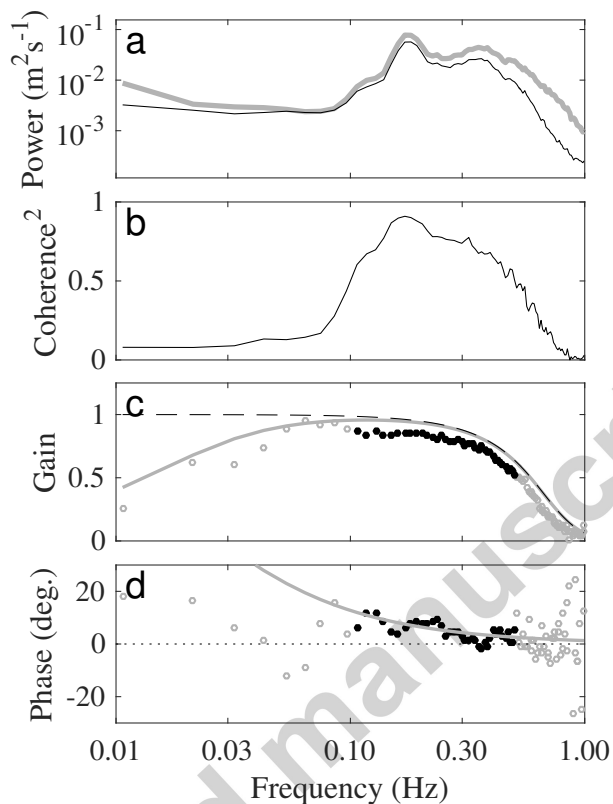 a
10⁻¹
10⁻²
10⁻³
Power (m²s⁻¹)
b
1
0.5
0
Coherence²
c
1
0.5
0
Gain
d
20
0
-20
Phase (deg.)
0.01
0.03
0.10
0.30
1.00
Frequency (Hz)
d manuscri